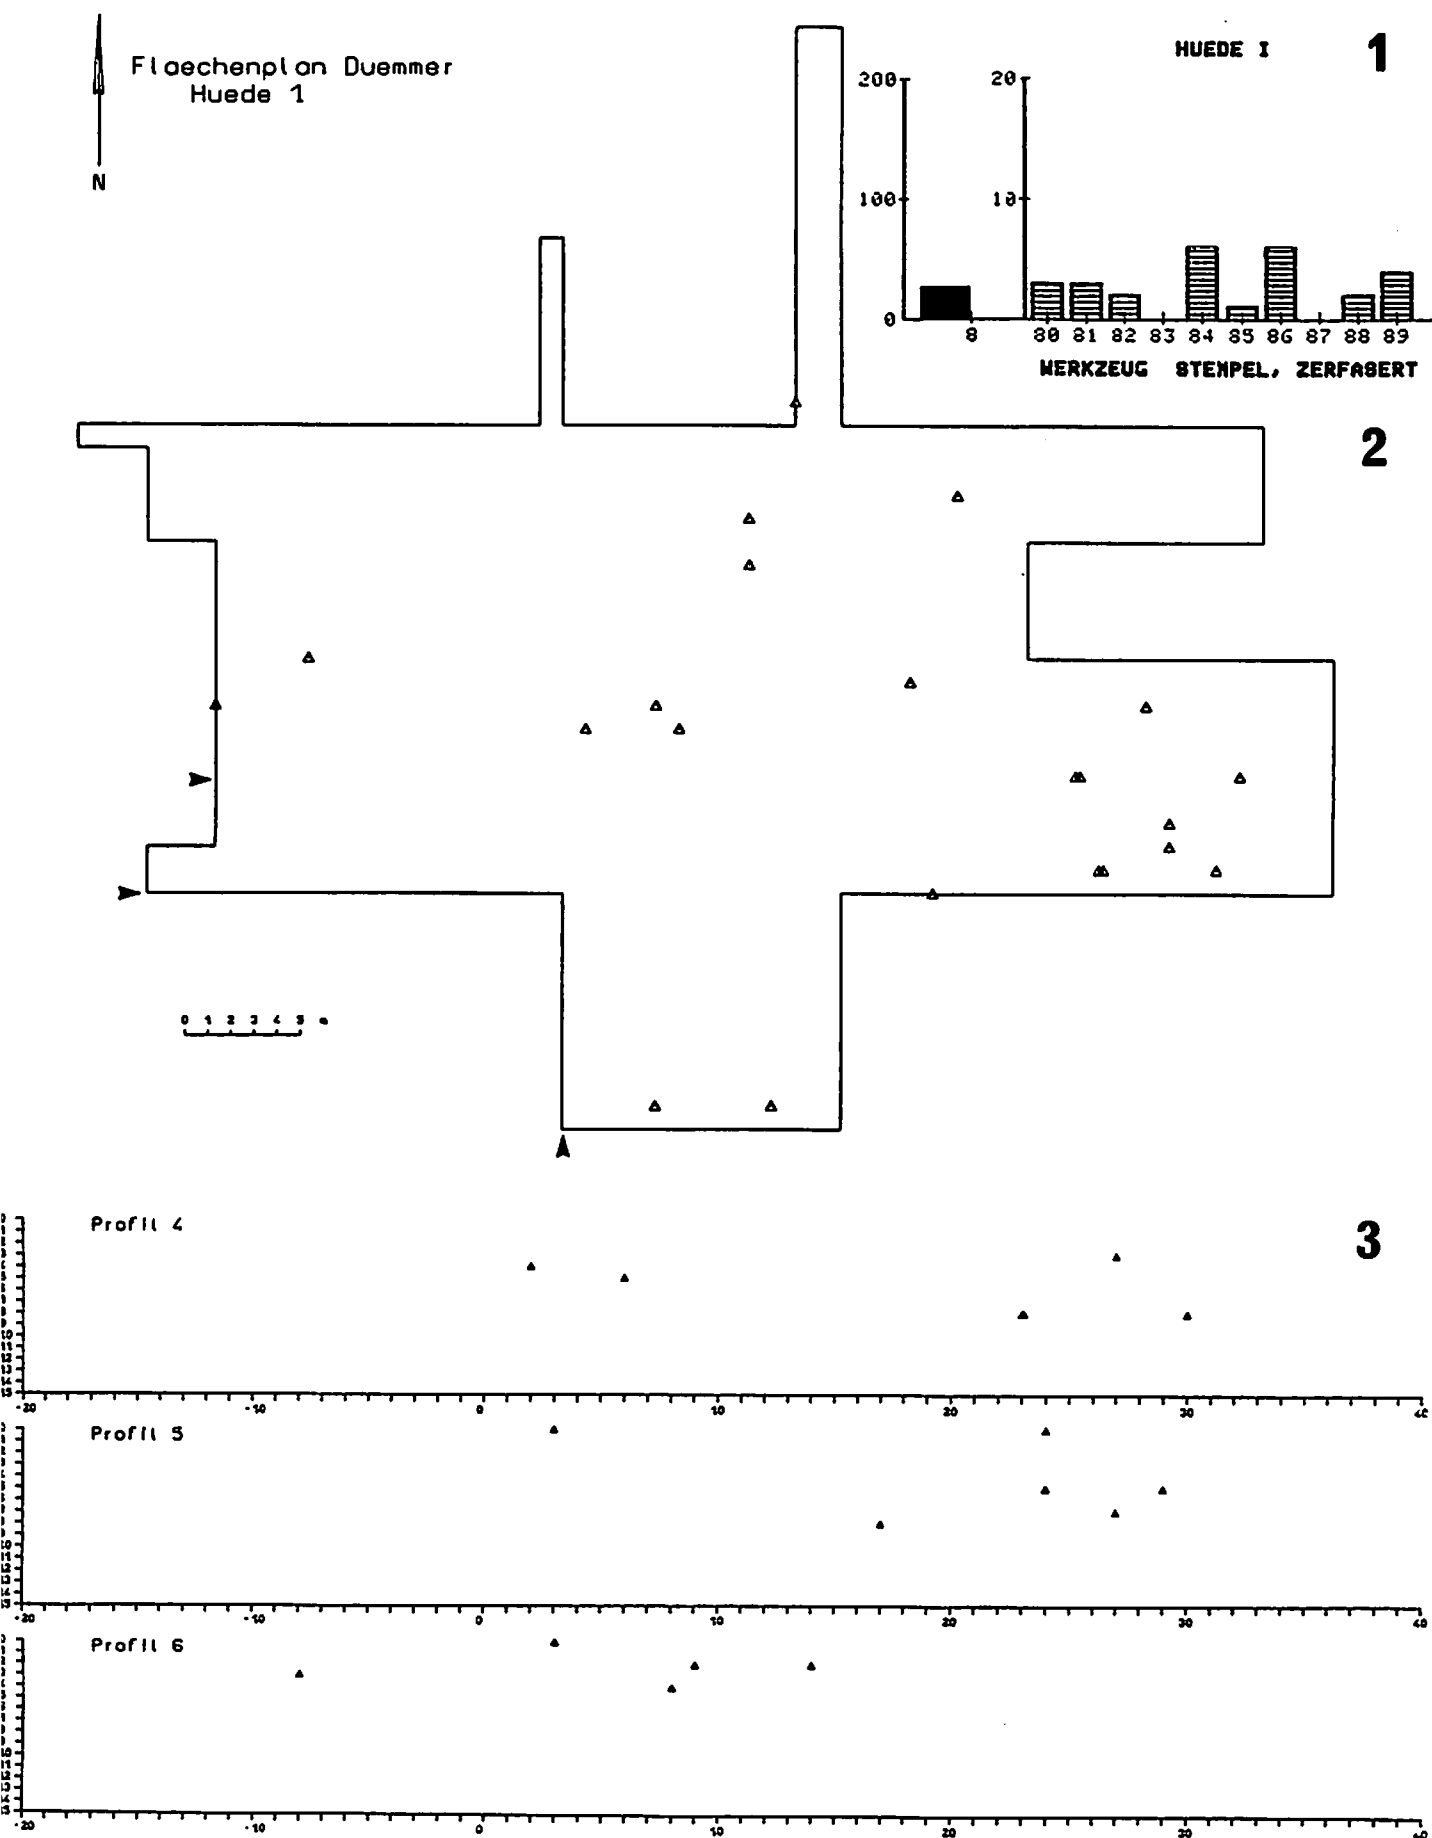 Flaechenplan Duemmer
Huede 1
N
HUEDE I
1
200
100
0
8
20
10
80 81 82 83 84 85 86 87 88 89
WERKZEUG STEMPEL, ZERFASERT
2
0 1 2 3 4 5 m
Profil 4
3
-20 -10 0 10 20 30 40
Profil 5
-20 -10 0 10 20 30 40
Profil 6
-20 -10 0 10 20 30 40